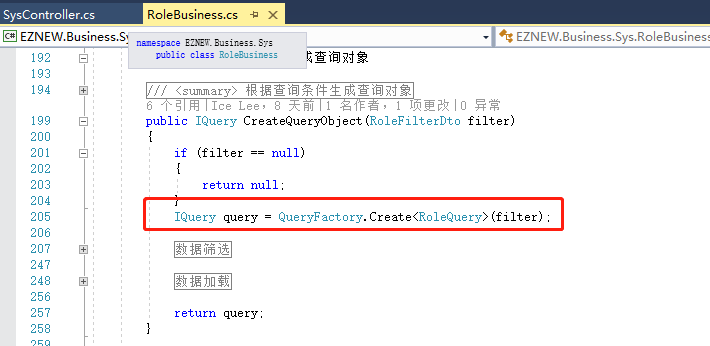 SysController.cs
RoleBusiness.cs
EZNEW.Bu
EZNEW.Business.Sys.RoleBusiness
namespace EZNEW.Business.Sys
public class RoleBusiness
192
成查询对象
193
194
/// <summary> 根据查询条件生成查询对象
6 个引用|Ice Lee，8 天前|1 名作者，1 项更改|0 异常
199
public IQuery CreateQueryObject(RoleFilterDto filter)
200
{
201
if (filter == null)
202
{
203
return null;
204
}
205
IQuery query = QueryFactory.Create<RoleQuery>(filter);
206
207
数据筛选
247
248
数据加载
256
257
return query;
258
}
259